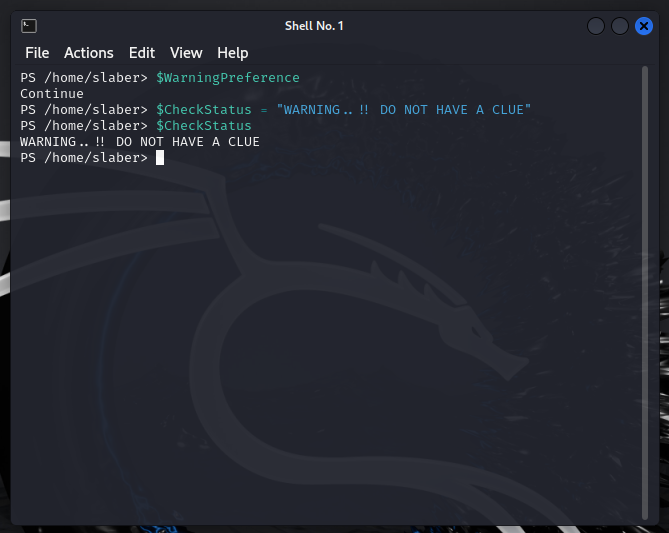 Shell No. 1
File Actions Edit View Help
PS /home/slaber> $WarningPreference
Continue
PS /home/slaber> $CheckStatus = "WARNING..!! DO NOT HAVE A CLUE"
PS /home/slaber> $CheckStatus
WARNING..!! DO NOT HAVE A CLUE
PS /home/slaber>